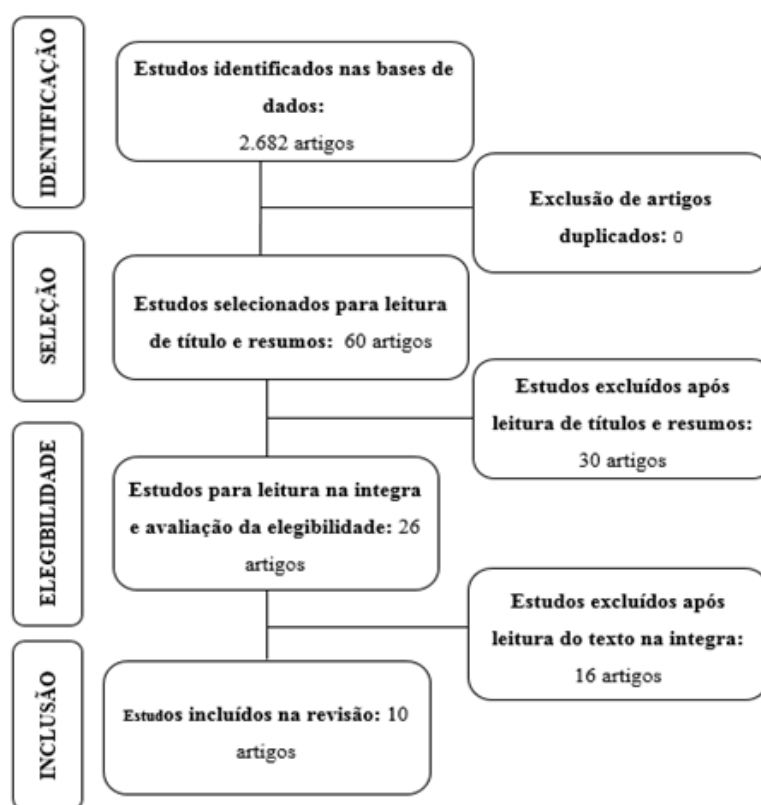 IDENTIFICAÇÃO
Estudos identificados nas bases de
dados:
2.682 artigos
Exclusão de artigos
duplicados: 0
SELEÇÃO
Estudos selecionados para leitura
de título e resumos: 60 artigos
Estudos excluídos após
leitura de títulos e resumos:
30 artigos
ELEGIBILIDADE
Estudos para leitura na integra
e avaliação da elegibilidade: 26
artigos
Estudos excluídos após
leitura do texto na integra:
16 artigos
INCLUSÃO
Estudos incluídos na revisão: 10
artigos